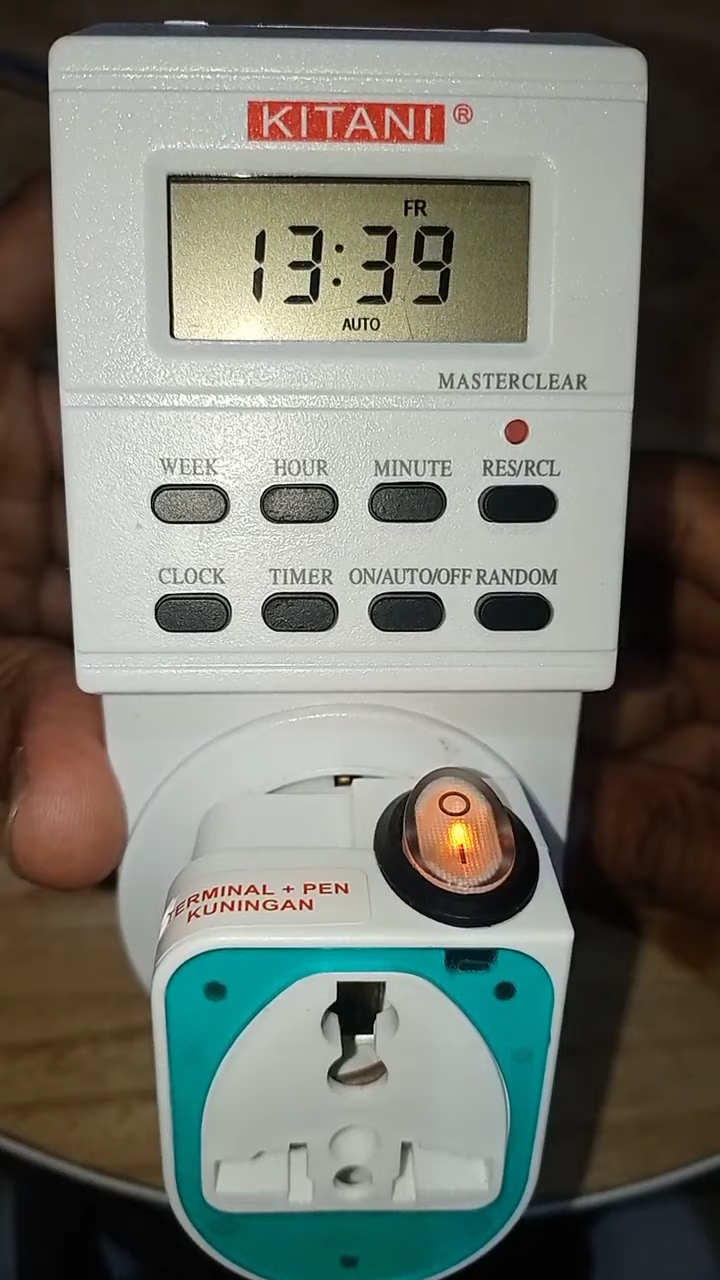 KITANI®
FR
13:39
AUTO
MASTERCLEAR
WEEK HOUR MINUTE RES/RCL
CLOCK TIMER ON/AUTO/OFF RANDOM
TERMINAL + PEN
KUNINGAN